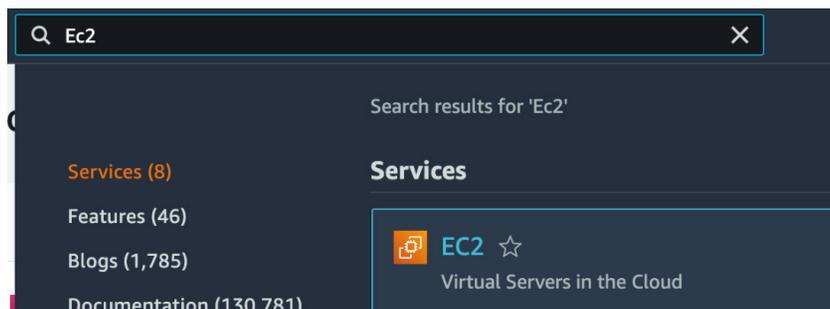 Ec2
Search results for 'Ec2'
Services (8)
Services
Features (46)
EC2
Blogs (1,785)
Virtual Servers in the Cloud
Documentation (130,781)